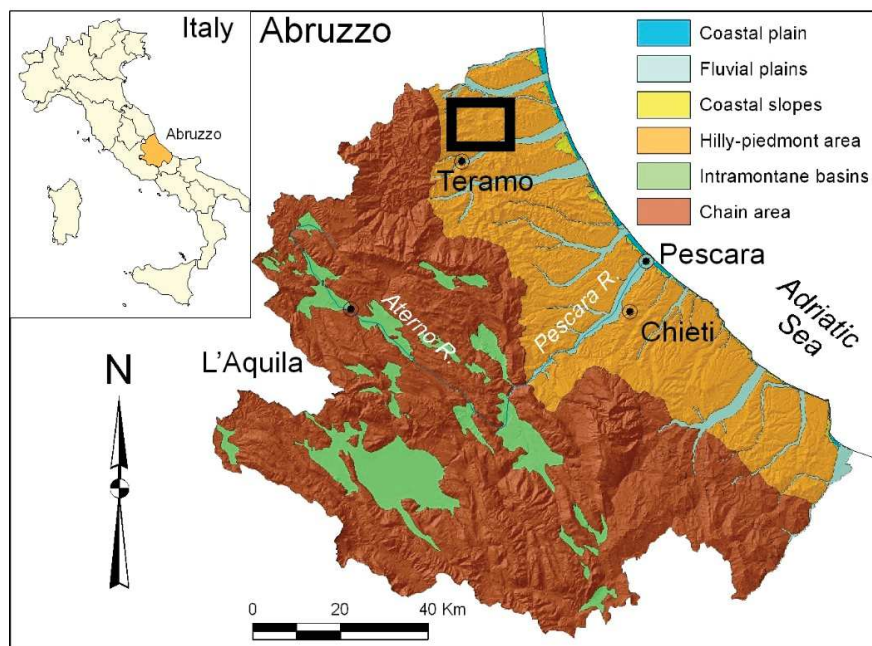 Italy
Abruzzo
Abruzzo
Coastal plain
Fluvial plains
Coastal slopes
Hilly-piedmont area
Intramontane basins
Chain area
Teramo
Pescara
Pescara R.
Chieti
Adriatic
Sea
Aterno R.
L'Aquila
N
0 20 40 Km